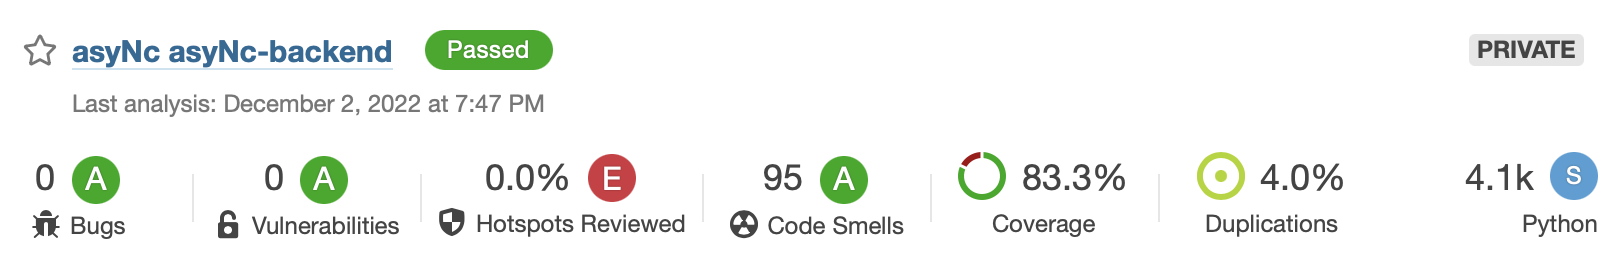 asyNc asyNc-backend Passed PRIVATE
Last analysis: December 2, 2022 at 7:47 PM
0 A 0 A 0.0% E 95 A 83.3% 4.0% 4.1k S
Bugs Vulnerabilities Hotspots Reviewed Code Smells Coverage Duplications Python